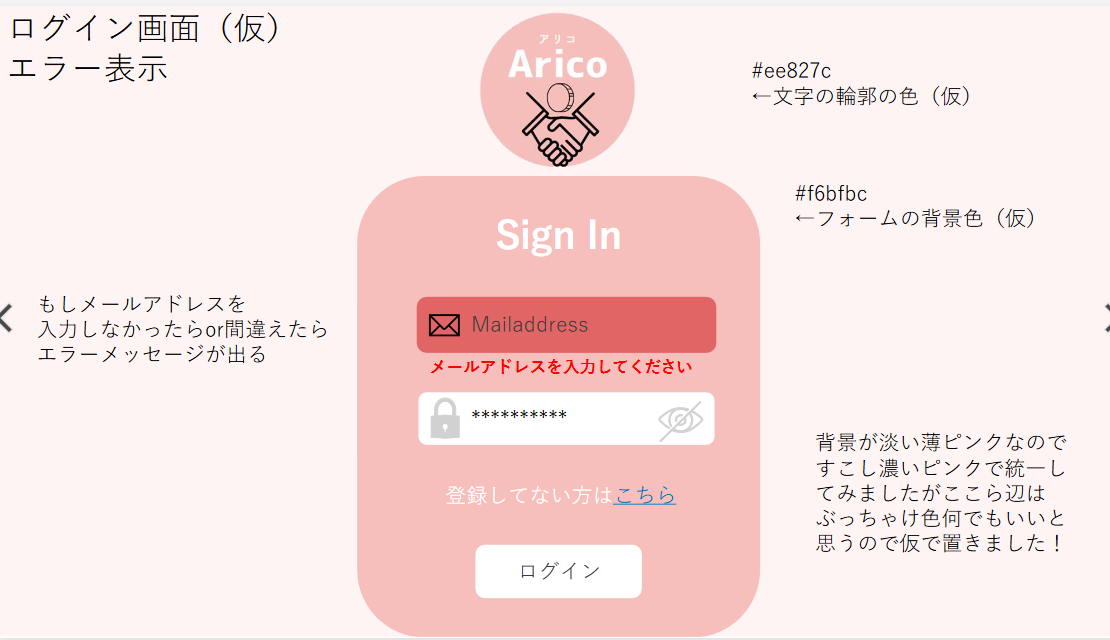 ログイン画面（仮）
エラー表示
アリコ
Arico
#ee827c
←文字の輪郭の色（仮）
#f6bfbc
←フォームの背景色（仮）
Sign In
もしメールアドレスを
入力しなかったらor間違えたら
エラーメッセージが出る
Mailaddress
メールアドレスを入力してください
**********
登録してない方はこちら
ログイン
背景が淡い薄ピンクなので
すこし濃いピンクで統一し
てみましたがここら辺は
ぶっちゃけ色何でもいいと
思うので仮で置きました！